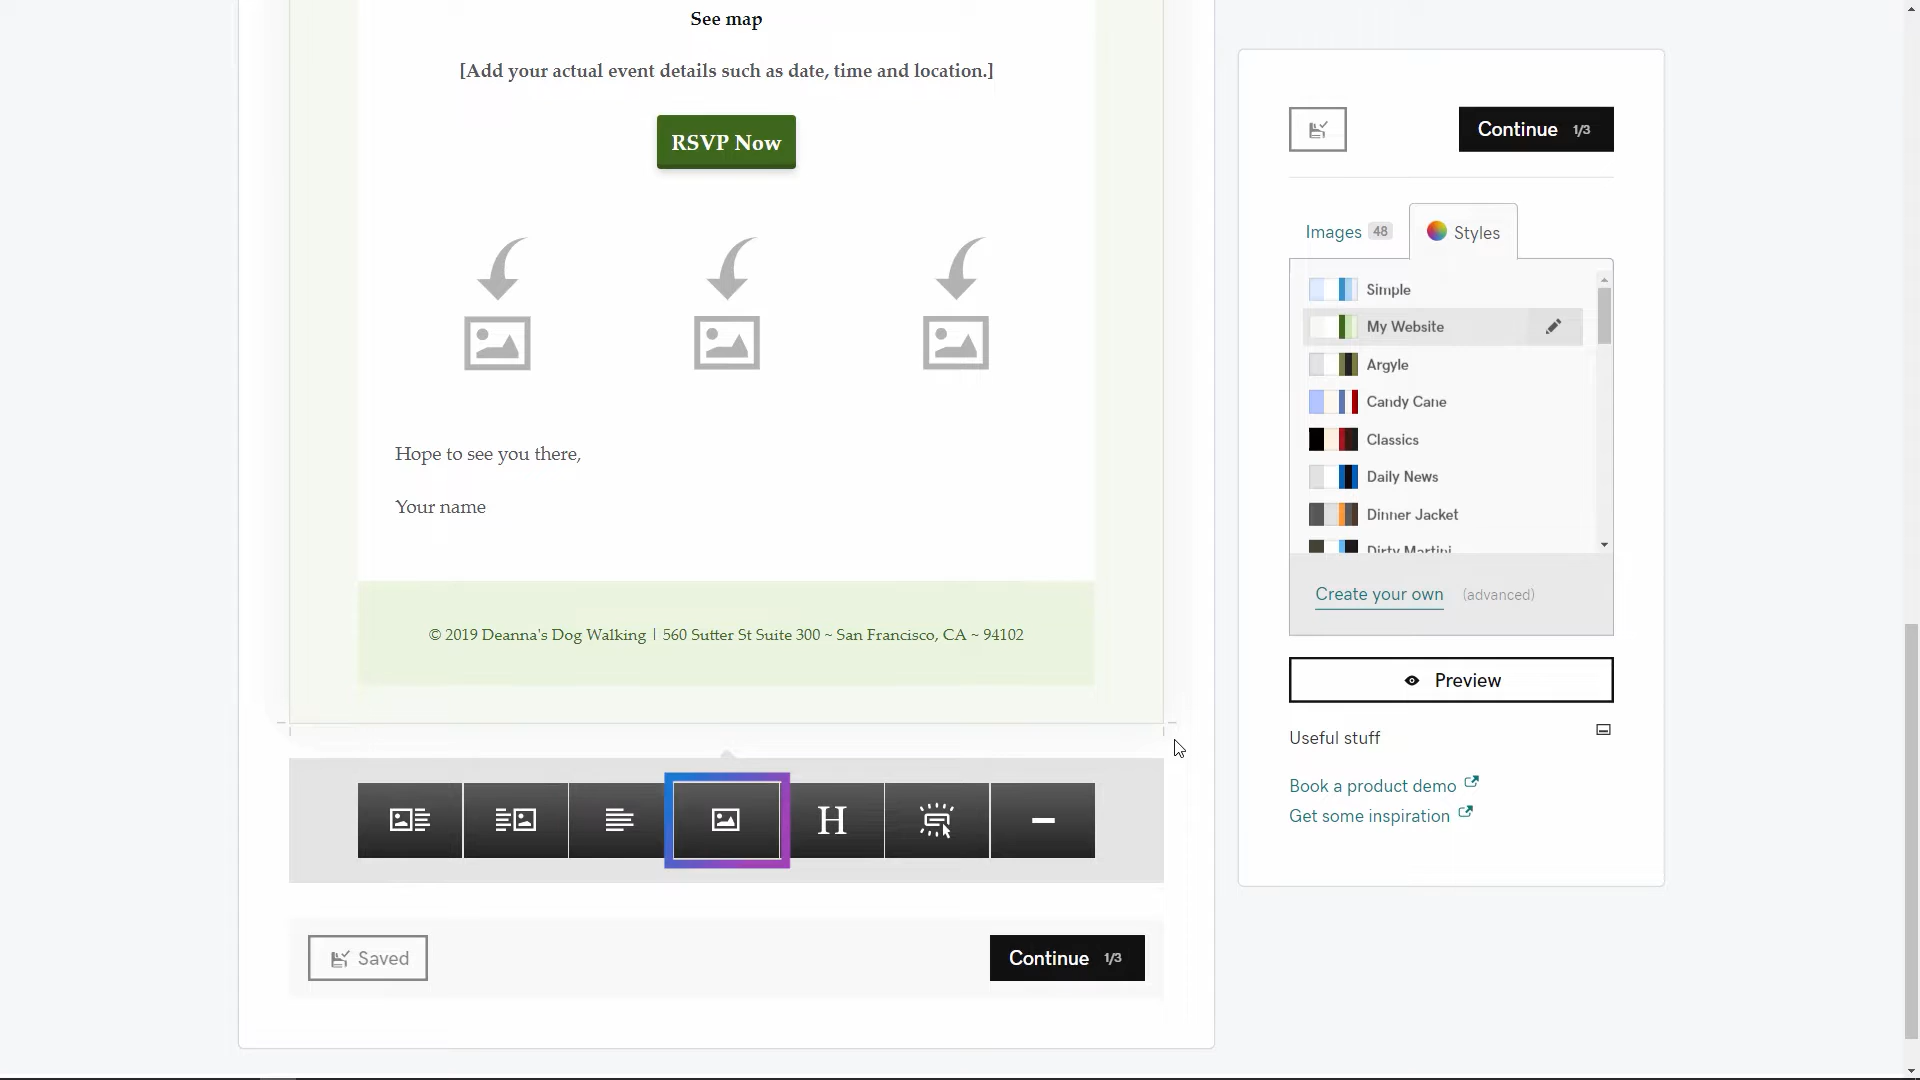 See map
[Add your actual event details such as date, time and location.]
RSVP Now
Hope to see you there,
Your name
© 2019 Deanna's Dog Walking | 560 Sutter St Suite 300 ~ San Francisco, CA ~ 94102
H
Saved
Continue 1/3
Continue 1/3
Images 48
Styles
Simple
My Website
Argyle
Candy Cane
Classics
Daily News
Dinner Jacket
Dirty Martini
Create your own (advanced)
Preview
Useful stuff
Book a product demo
Get some inspiration